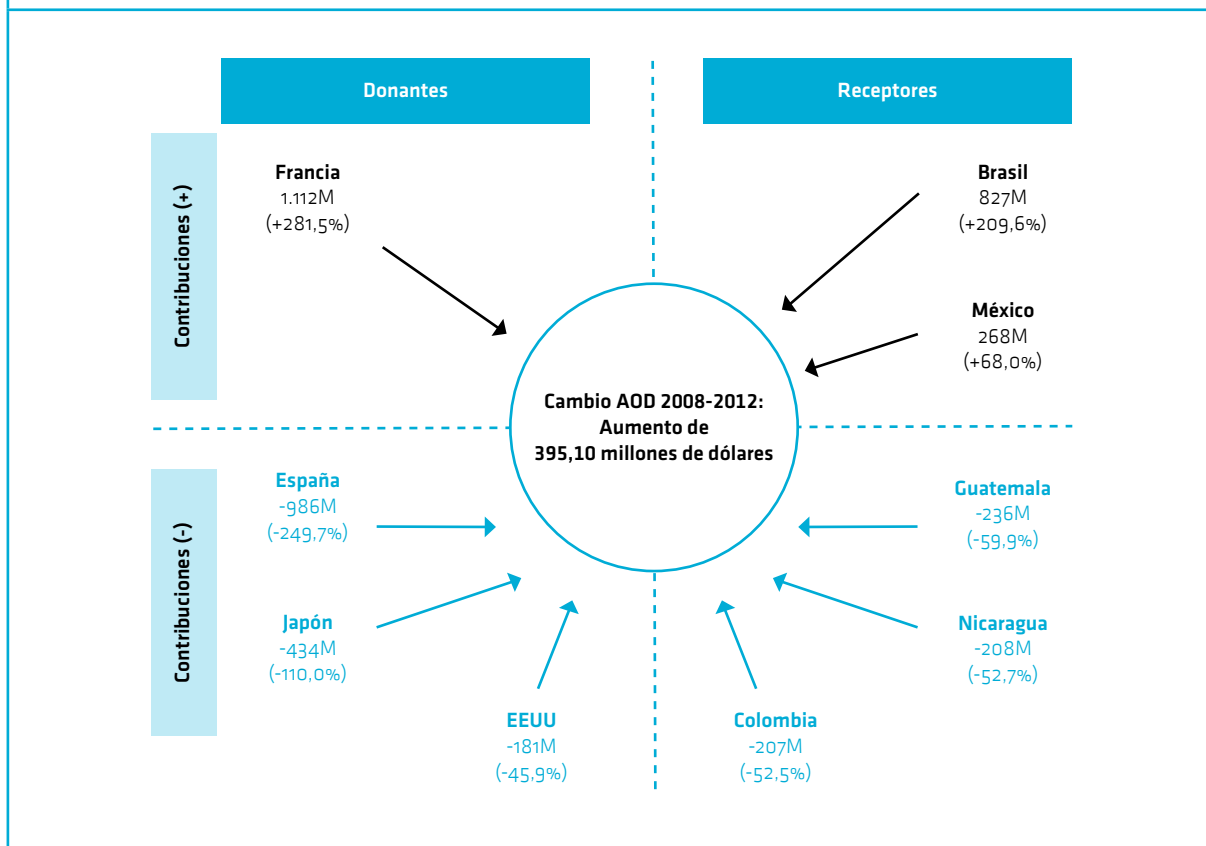 Donantes
Receptores
Contribuciones (+)
Francia
1.112M
(+281,5%)
Brasil
827M
(+209,6%)
México
268M
(+68,0%)
Cambio AOD 2008-2012:
Aumento de
395,10 millones de dólares
Contribuciones (-)
España
-986M
(-249,7%)
Japón
-434M
(-110,0%)
EEUU
-181M
(-45,9%)
Colombia
-207M
(-52,5%)
Guatemala
-236M
(-59,9%)
Nicaragua
-208M
(-52,7%)